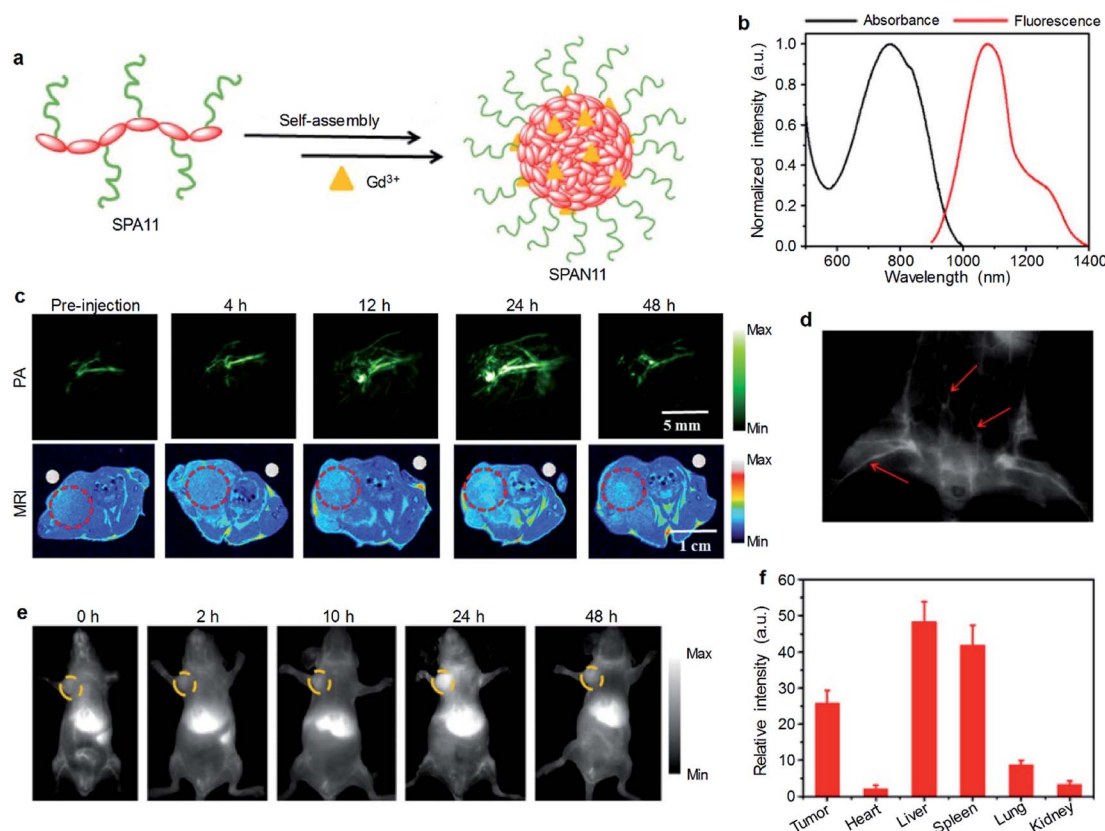 a
Self-assembly
Gd³⁺
SPA11
SPAN11
b
Absorbance
Fluorescence
Normalized intensity (a.u.)
1.0
0.8
0.6
0.4
0.2
0.0
600 800 1000 1200 1400
Wavelength (nm)
c
Pre-injection 4 h 12 h 24 h 48 h
PA
5 mm
Max
Min
MRI
1 cm
Max
Min
d
e
0 h 2 h 10 h 24 h 48 h
Max
Min
f
Relative intensity (a.u.)
60
50
40
30
20
10
0
Tumor Heart Liver Spleen Lung Kidney